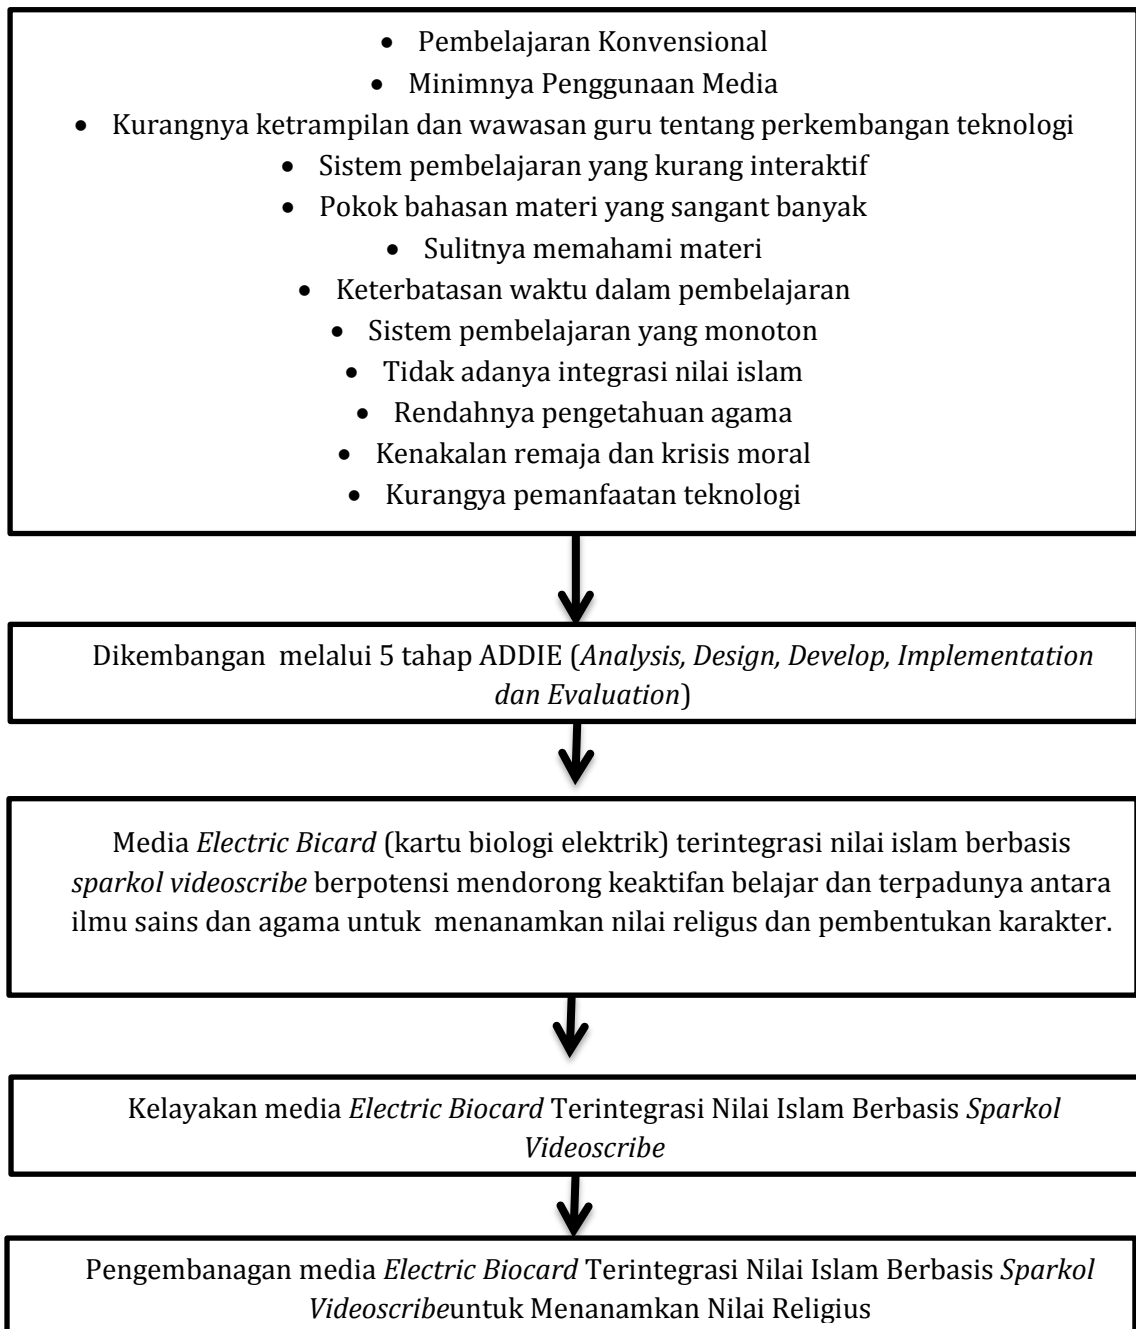 • Pembelajaran Konvensional
• Minimnya Penggunaan Media
• Kurangnya ketrampilan dan wawasan guru tentang perkembangan teknologi
• Sistem pembelajaran yang kurang interaktif
• Pokok bahasan materi yang sangant banyak
• Sulitnya memahami materi
• Keterbatasan waktu dalam pembelajaran
• Sistem pembelajaran yang monoton
• Tidak adanya integrasi nilai islam
• Rendahnya pengetahuan agama
• Kenakalan remaja dan krisis moral
• Kurangya pemanfaatan teknologi
Dikembangan melalui 5 tahap ADDIE (Analysis, Design, Develop, Implementation
dan Evaluation)
Media Electric Bicard (kartu biologi elektrik) terintegrasi nilai islam berbasis
sparkol videoscribe berpotensi mendorong keaktifan belajar dan terpadunya antara
ilmu sains dan agama untuk menanamkan nilai religus dan pembentukan karakter.
Kelayakan media Electric Biocard Terintegrasi Nilai Islam Berbasis Sparkol
Videoscribe
Pengembanagan media Electric Biocard Terintegrasi Nilai Islam Berbasis Sparkol
Videoscribeuntuk Menanamkan Nilai Religius